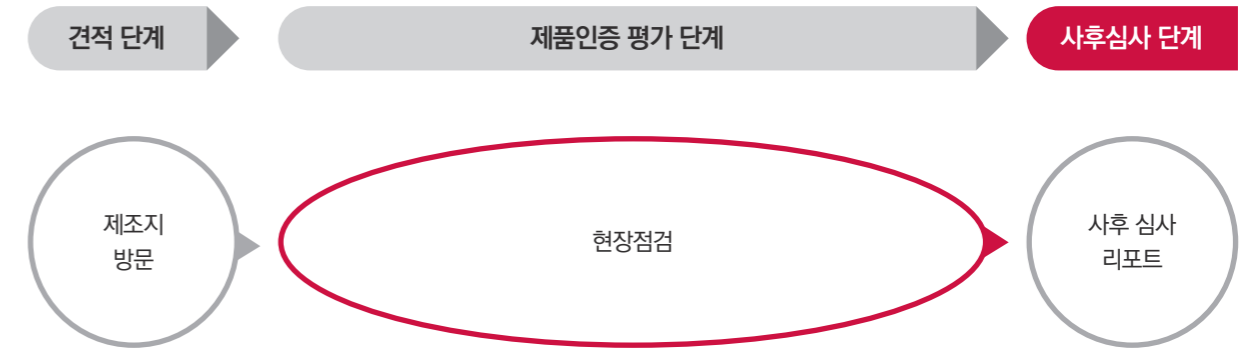 견적 단계
제품인증 평가 단계
사후심사 단계
제조지
방문
현장점검
사후 심사
리포트